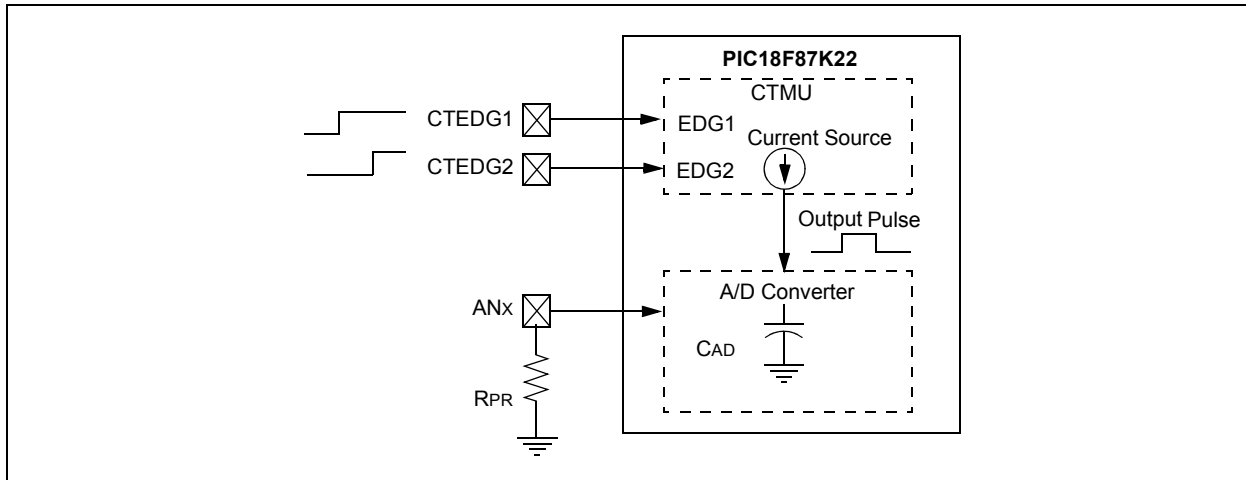 PIC18F87K22
CTMU
CTEDG1
EDG1
Current Source
CTEDG2
EDG2
Output Pulse
A/D Converter
ANX
CAD
RPR